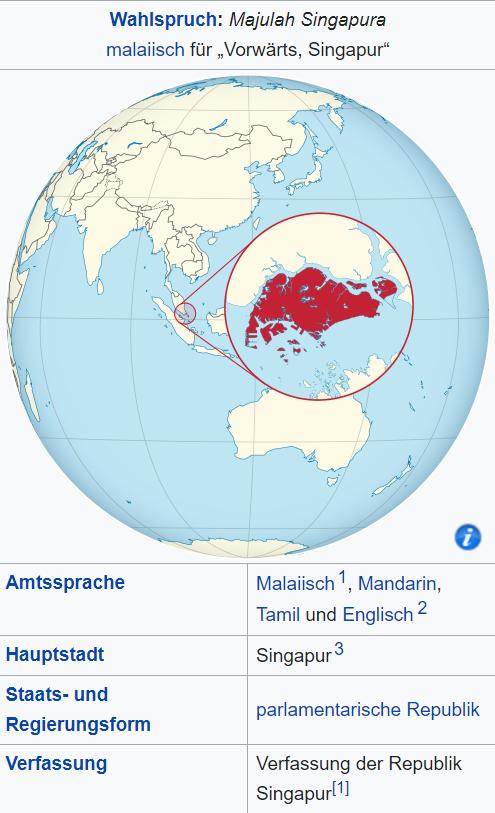 Wahlspruch: Majulah Singapura
malaiisch für „Vorwärts, Singapur“
i
Amtssprache
Malaiisch 1, Mandarin,
Tamil und Englisch 2
Hauptstadt
Singapur 3
Staats- und
Regierungsform
parlamentarische Republik
Verfassung
Verfassung der Republik
Singapur[1]